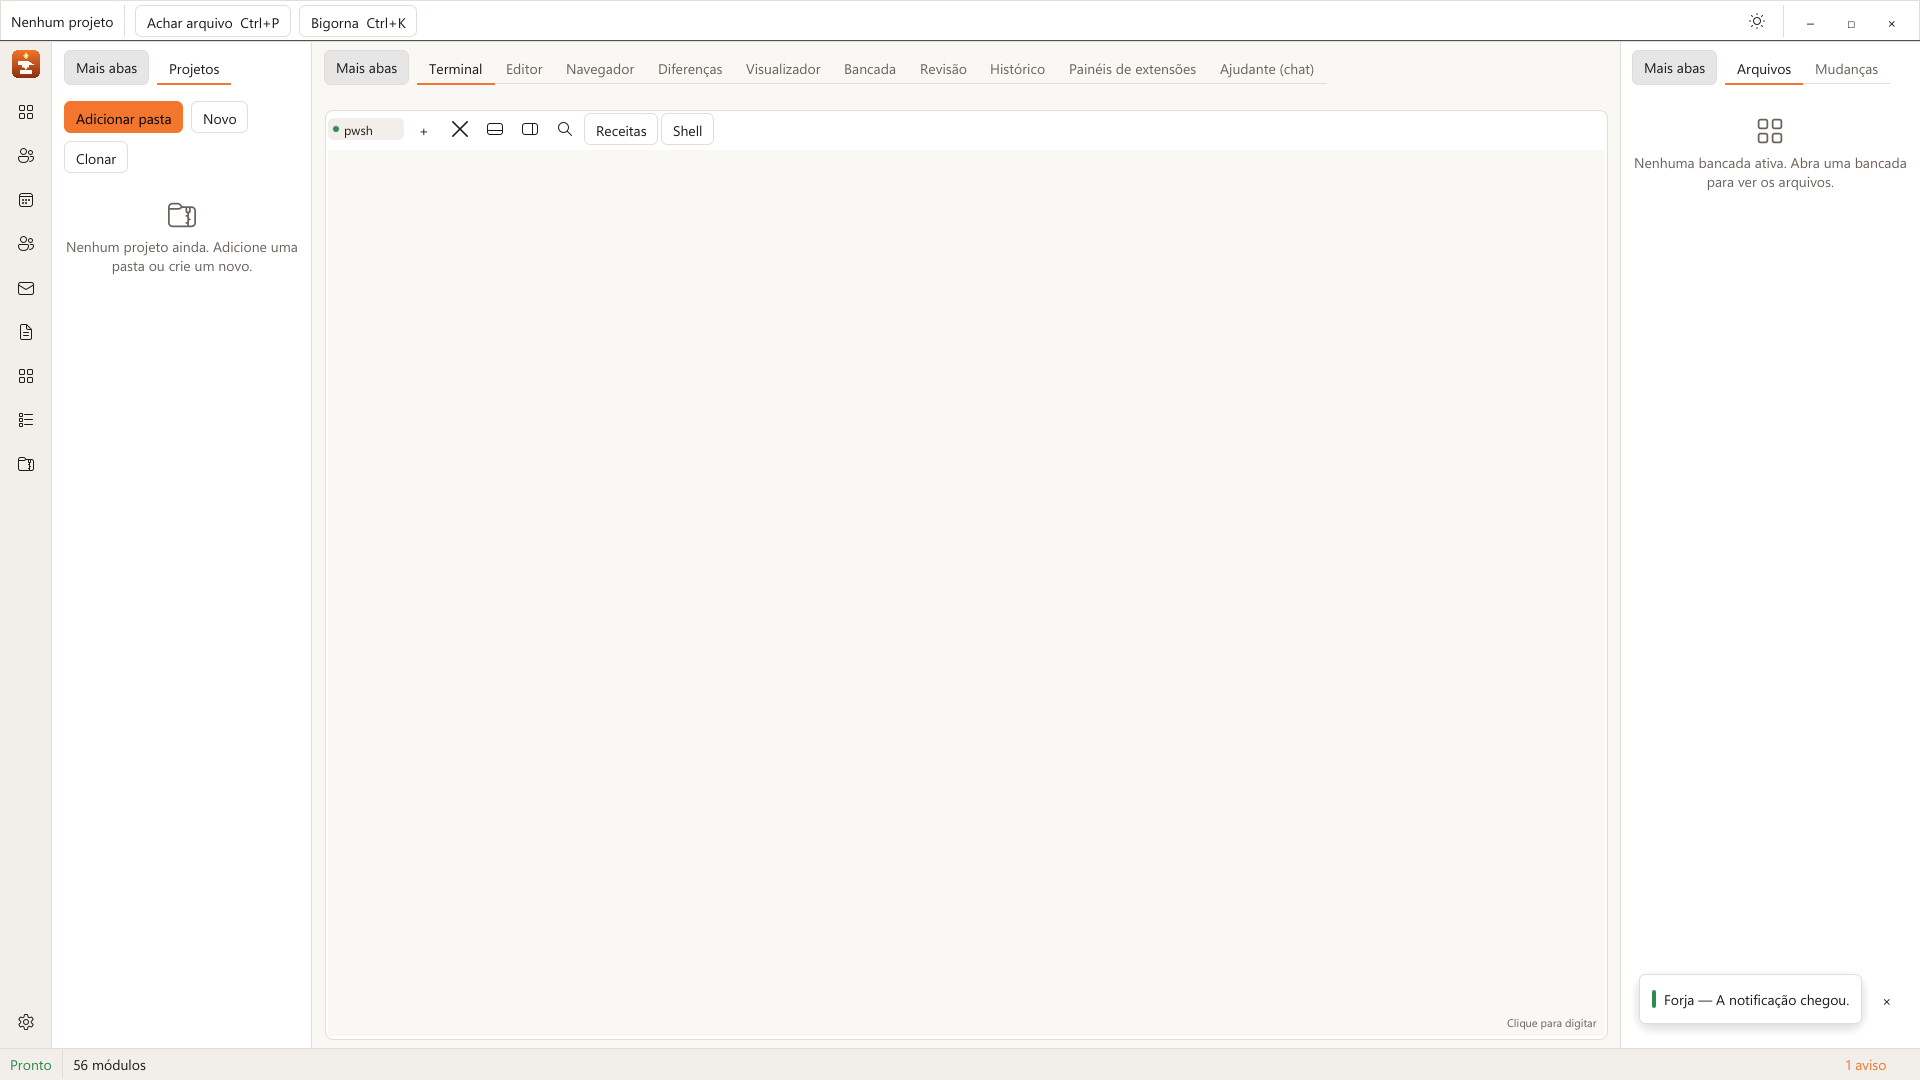 Nenhum projeto
Achar arquivo Ctrl+P
Bigorna Ctrl+K
Mais abas
Projetos
Adicionar pasta
Novo
Clonar
Nenhum projeto ainda. Adicione uma
pasta ou crie um novo.
Mais abas
Terminal
Editor
Navegador
Diferenças
Visualizador
Bancada
Revisão
Histórico
Painéis de extensões
Ajudante (chat)
pwsh
+
Receitas
Shell
Clique para digitar
Mais abas
Arquivos
Mudanças
Nenhuma bancada ativa. Abra uma bancada
para ver os arquivos.
Forja — A notificação chegou.
Pronto
56 módulos
1 aviso